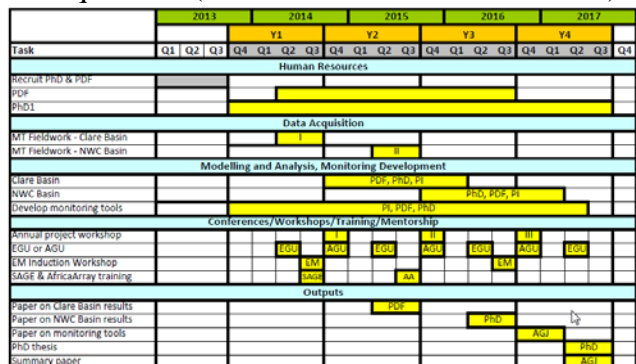 2013 2014 2015 2016 2017
Y1 Y2 Y3 Y4
Task Q1 Q2 Q3 Q4 Q1 Q2 Q3 Q4 Q1 Q2 Q3 Q4 Q1 Q2 Q3 Q4 Q1 Q2 Q3 Q4
Human Resources
Recruit PhD & PDF
PDF
PhD1
Data Acquisition
MT Fieldwork - Clare Basin I
MT Fieldwork - NWC Basin II
Modelling and Analysis, Monitoring Development
Clare Basin PDF, PhD, PI
NWC Basin PhD, PDF, PI
Develop monitoring tools PI, PDF, PhD
Conferences/Workshops/Training/Mentorship
Annual project workshop I II III
EGU or AGU EGU AGU EGU AGU EGU AGU EGU
EM Induction Workshop EM EM
SAGE & AfricaArray training SAGE AA
Outputs
Paper on Clare Basin results PDF
Paper on NWC Basin results PhD
Paper on monitoring tools AGJ
PhD thesis PhD
Summary paper AGJ